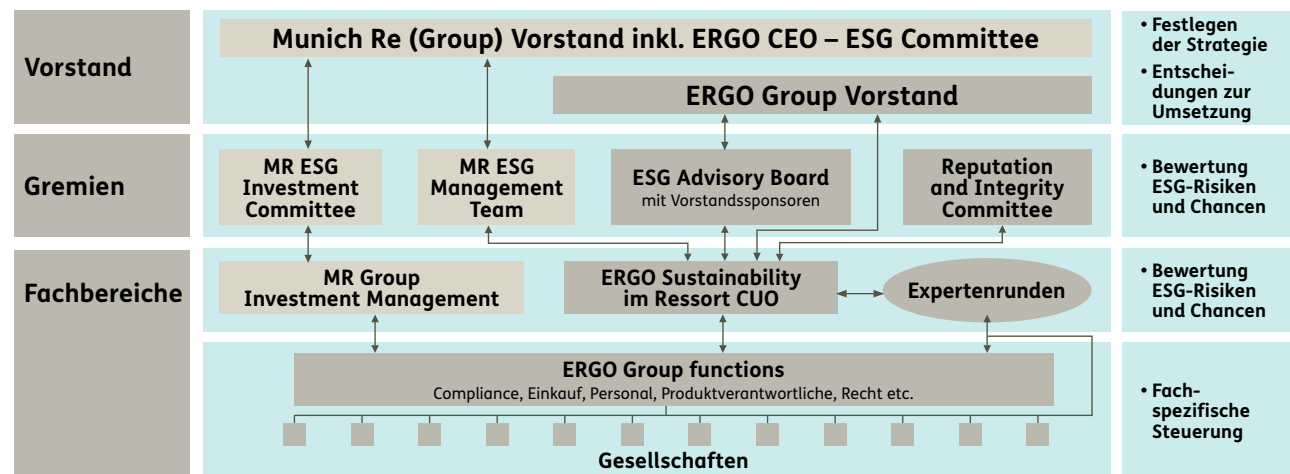 Vorstand
Munich Re (Group) Vorstand inkl. ERGO CEO – ESG Committee
ERGO Group Vorstand
• Festlegen
der Strategie
• Entschei-
dungen zur
Umsetzung
Gremien
MR ESG
Investment
Committee
MR ESG
Management
Team
ESG Advisory Board
mit Vorstandssponsoren
Reputation
and Integrity
Committee
• Bewertung
ESG-Risiken
und Chancen
Fachbereiche
MR Group
Investment Management
ERGO Sustainability
im Ressort CUO
Expertenrunden
• Bewertung
ESG-Risiken
und Chancen
ERGO Group functions
Compliance, Einkauf, Personal, Produktverantwortliche, Recht etc.
Gesellschaften
• Fach-
spezifische
Steuerung